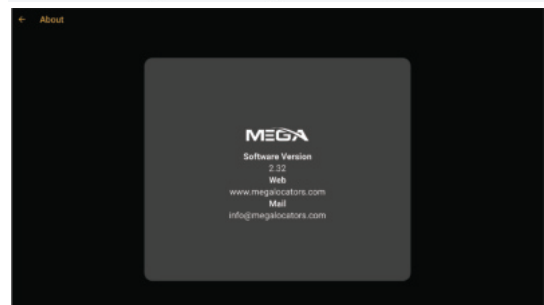 ← About
MEGA
Software Version
2.32
Web
www.megalocators.com
Mail
info@megalocators.com